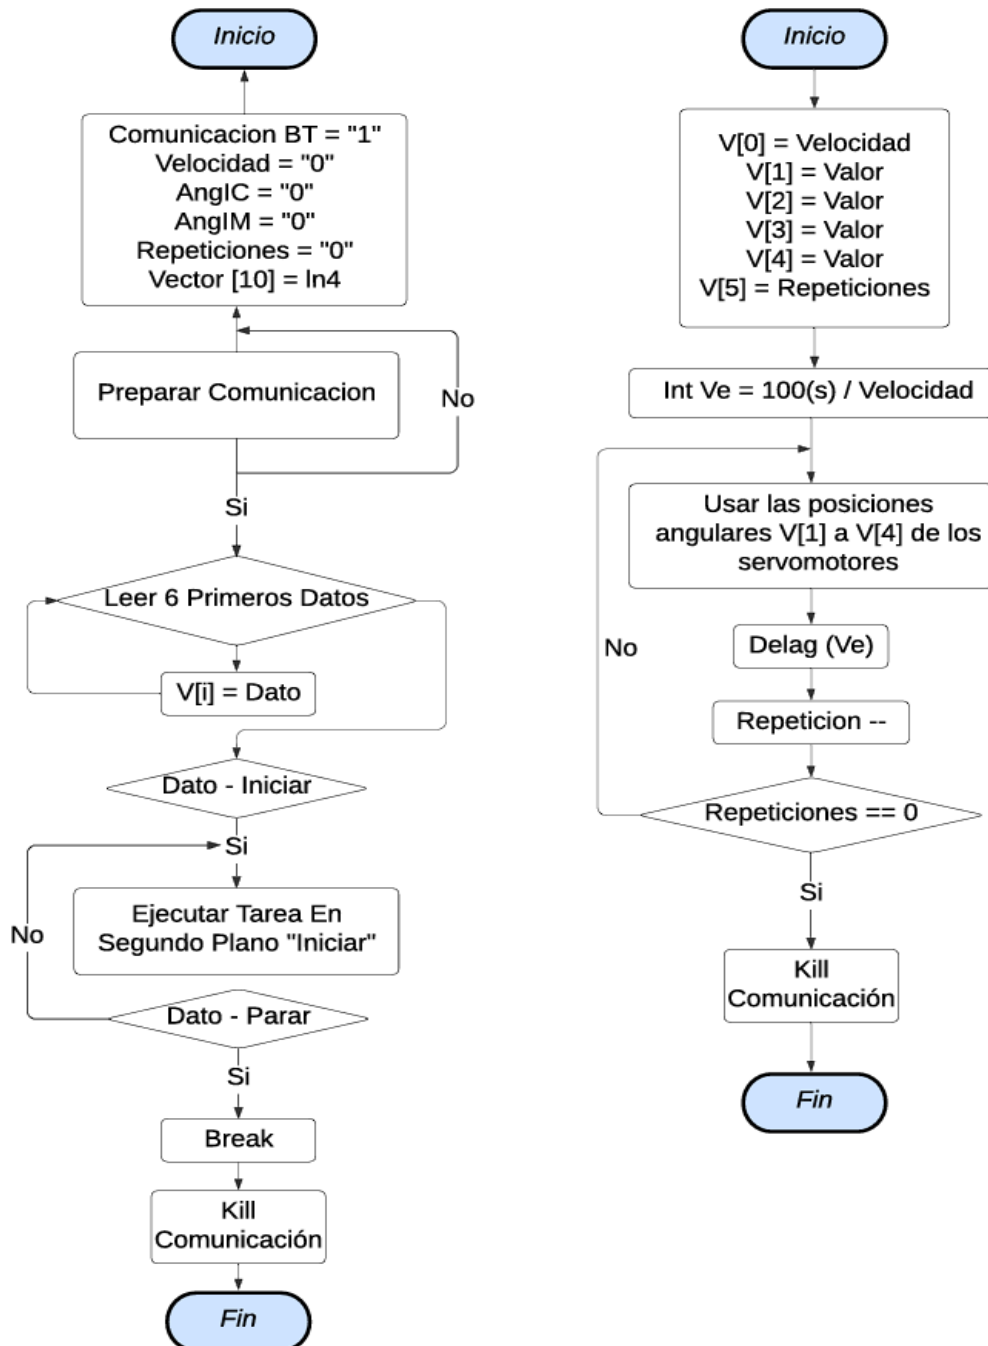 Inicio
Comunicacion BT = "1"
Velocidad = "0"
AngIC = "0"
AngIM = "0"
Repeticiones = "0"
Vector [10] = ln4
Preparar Comunicacion
No
Si
Leer 6 Primeros Datos
V[i] = Dato
Dato - Iniciar
Si
Ejecutar Tarea En
Segundo Plano "Iniciar"
No
Dato - Parar
Si
Break
Kill
Comunicación
Fin
Inicio
V[0] = Velocidad
V[1] = Valor
V[2] = Valor
V[3] = Valor
V[4] = Valor
V[5] = Repeticiones
Int Ve = 100(s) / Velocidad
Usar las posiciones
angulares V[1] a V[4] de los
servomotores
No
Delag (Ve)
Repeticion --
Repeticiones == 0
Si
Kill
Comunicación
Fin